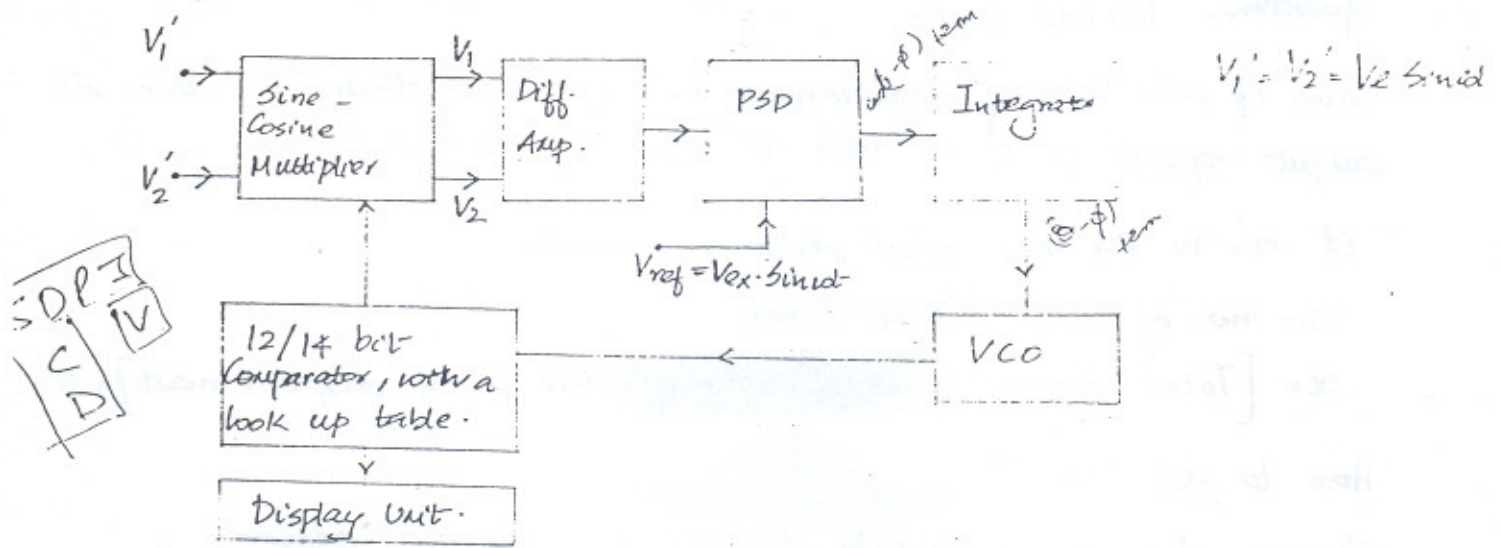 V1'
V2'
Sine -
Cosine
Multiplier
V1
V2
Diff
Amp.
PSD
Integrator
V1' = V2' = Ve Sinωt
Vref = Vex. Sinωt
(θ-φ) x2m
VCO
12/14 bit
Comparator, with a
look up table.
Display Unit.
S D P I
V
C
D